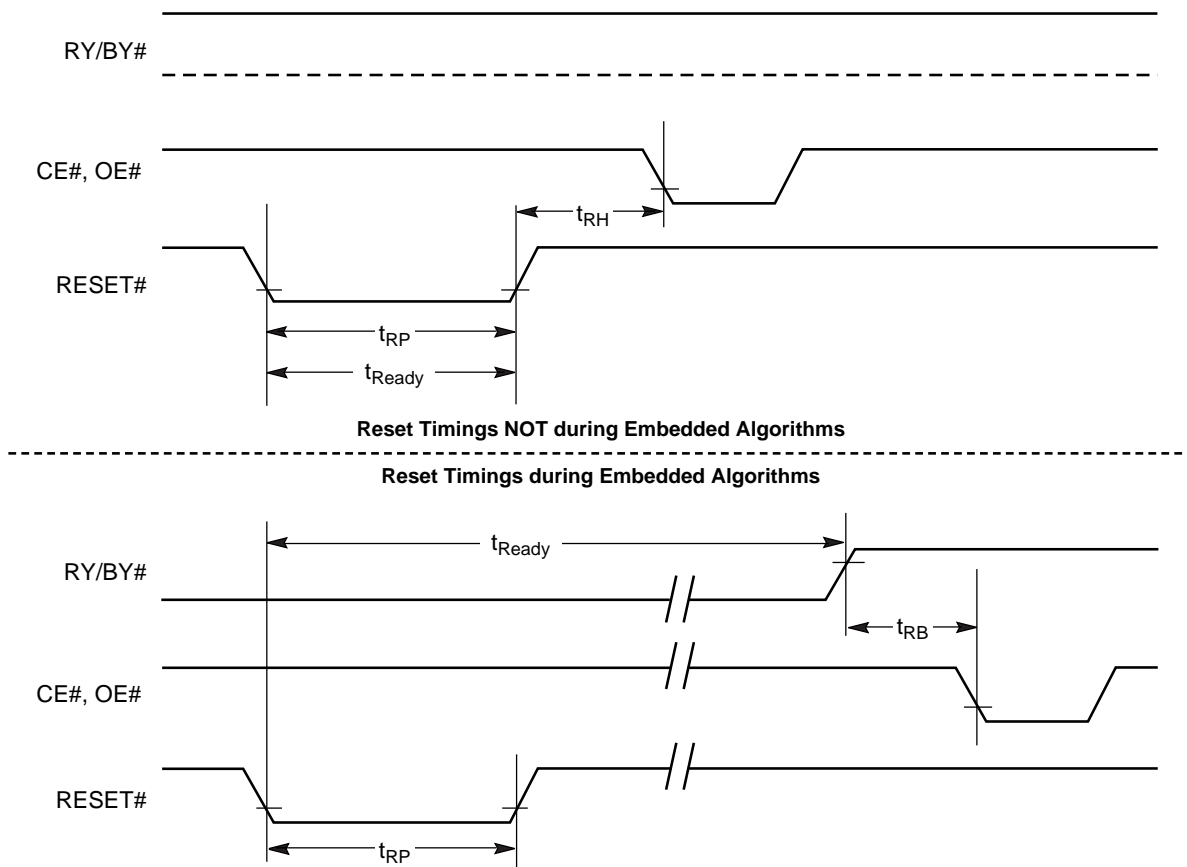 RY/BY#
CE#, OE#
tRH
RESET#
tRP
tReady
Reset Timings NOT during Embedded Algorithms
Reset Timings during Embedded Algorithms
tReady
RY/BY#
tRB
CE#, OE#
RESET#
tRP